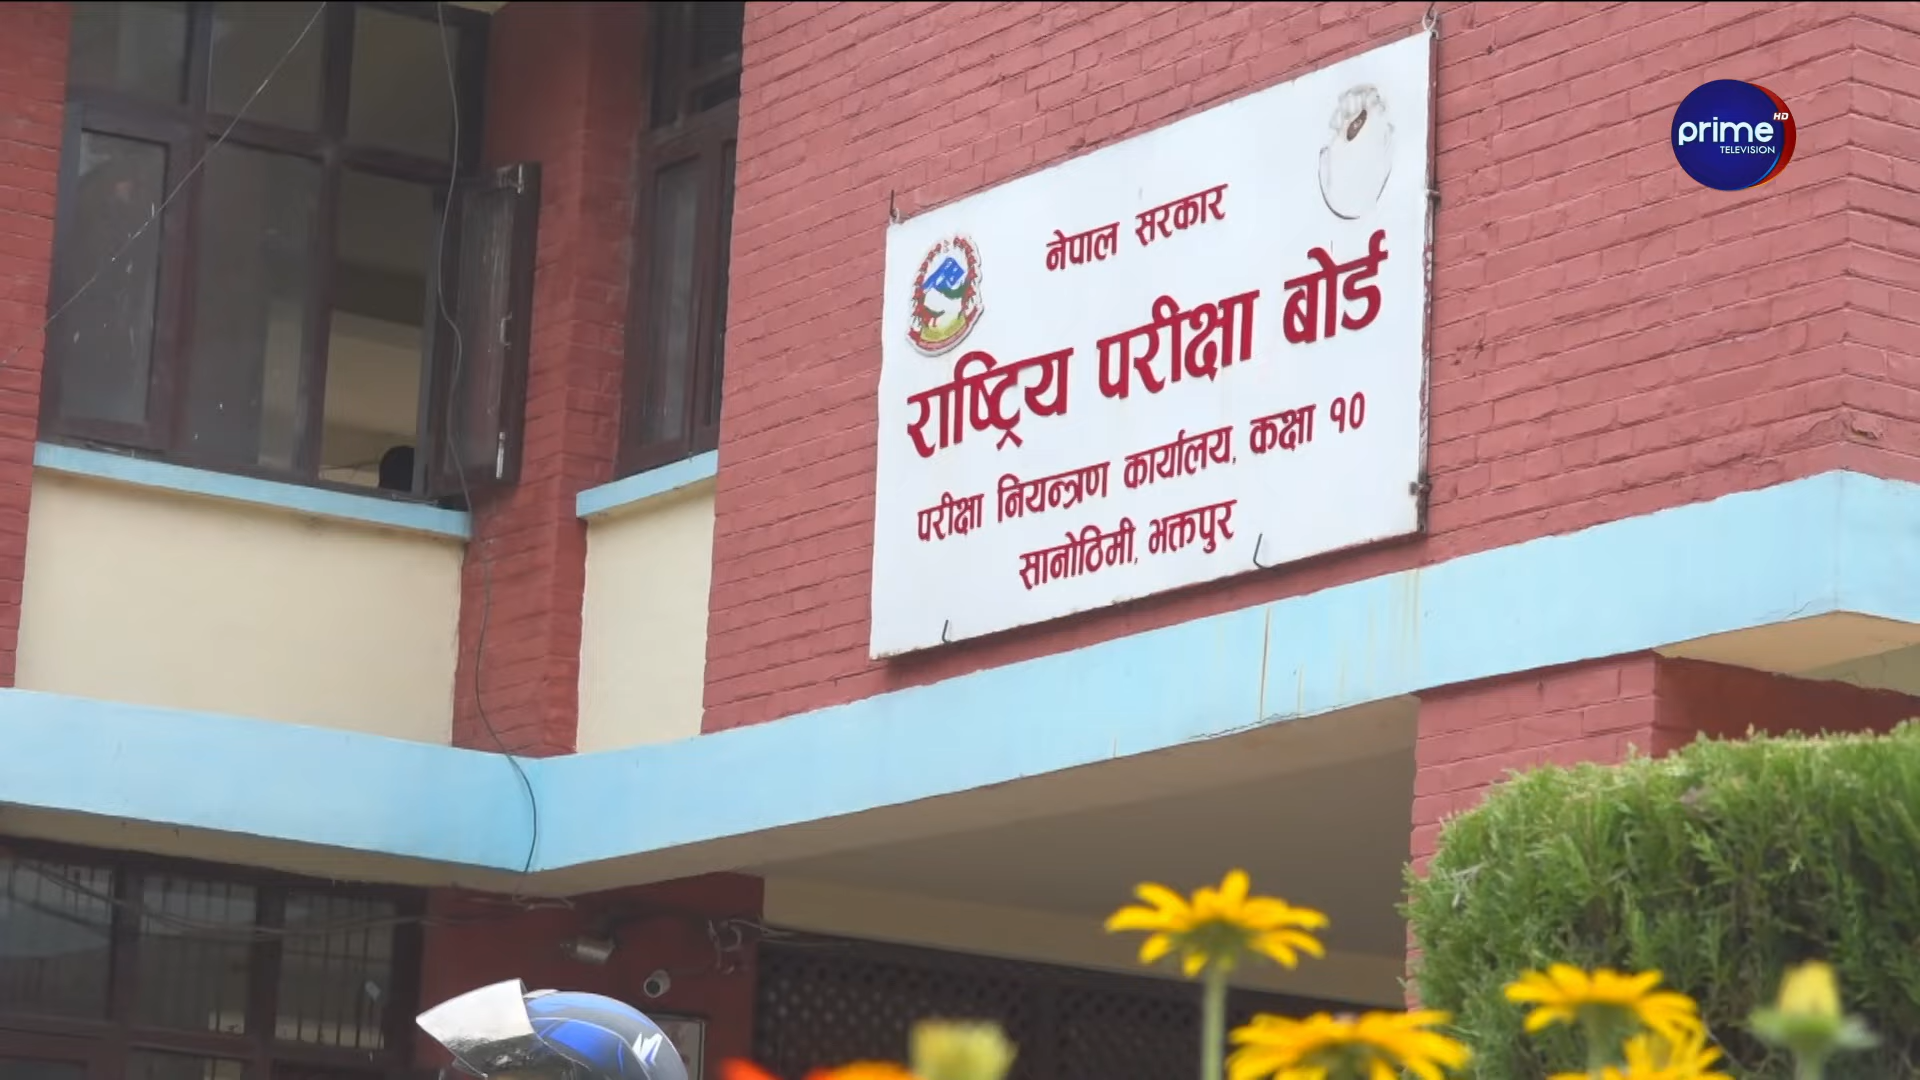 prime HD
TELEVISION
नेपाल सरकार
राष्ट्रिय परीक्षा बोर्ड
परीक्षा नियन्त्रण कार्यालय, कक्षा १०
सानोठिमी, भक्तपुर